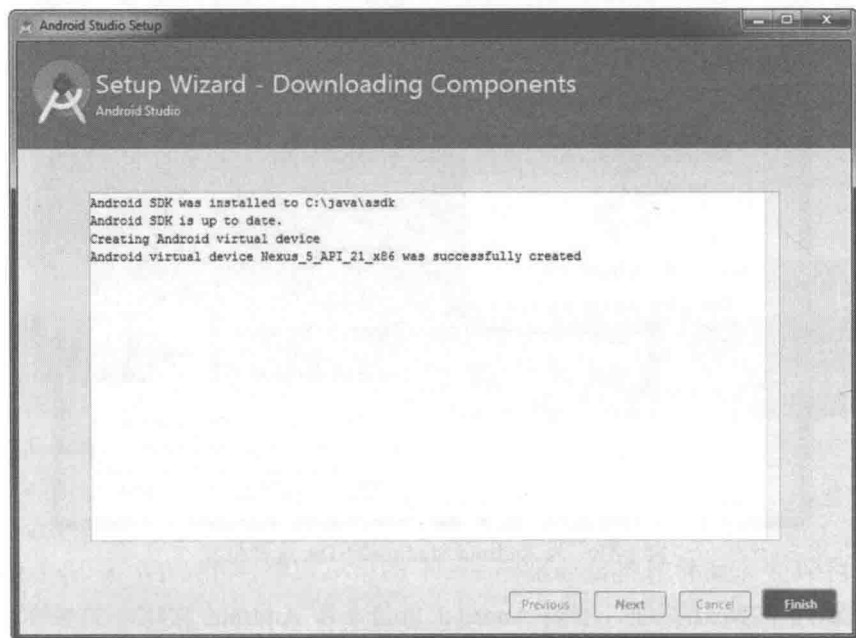 Android Studio Setup
Setup Wizard - Downloading Components
Android Studio
Android SDK was installed to C:\java\asdk
Android SDK is up to date.
Creating Android virtual device
Android virtual device Nexus_5_API_21_x86 was successfully created
Previous Next Cancel Finish